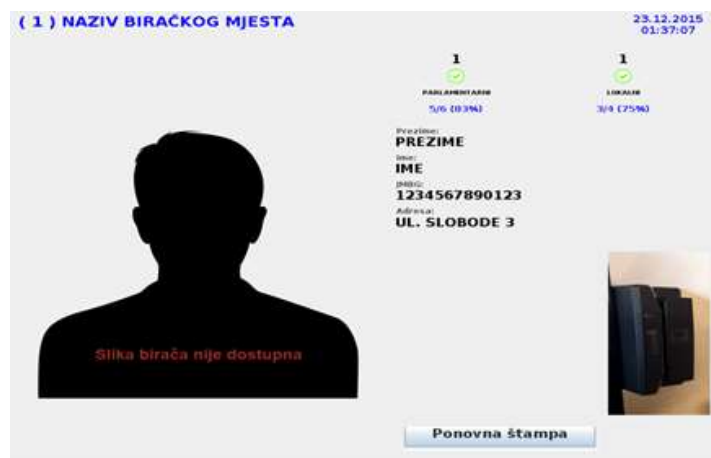 ( 1 ) NAZIV BIRAČKOG MJESTA
23.12.2015
01:37:07
1
PARLAMENTARNI
5/6 (83%)
1
LOKALNI
3/4 (75%)
Prezime:
PREZIME
Ime:
IME
JMBG:
1234567890123
Adresa:
UL. SLOBODE 3
Slika birača nije dostupna
Ponovna štampa